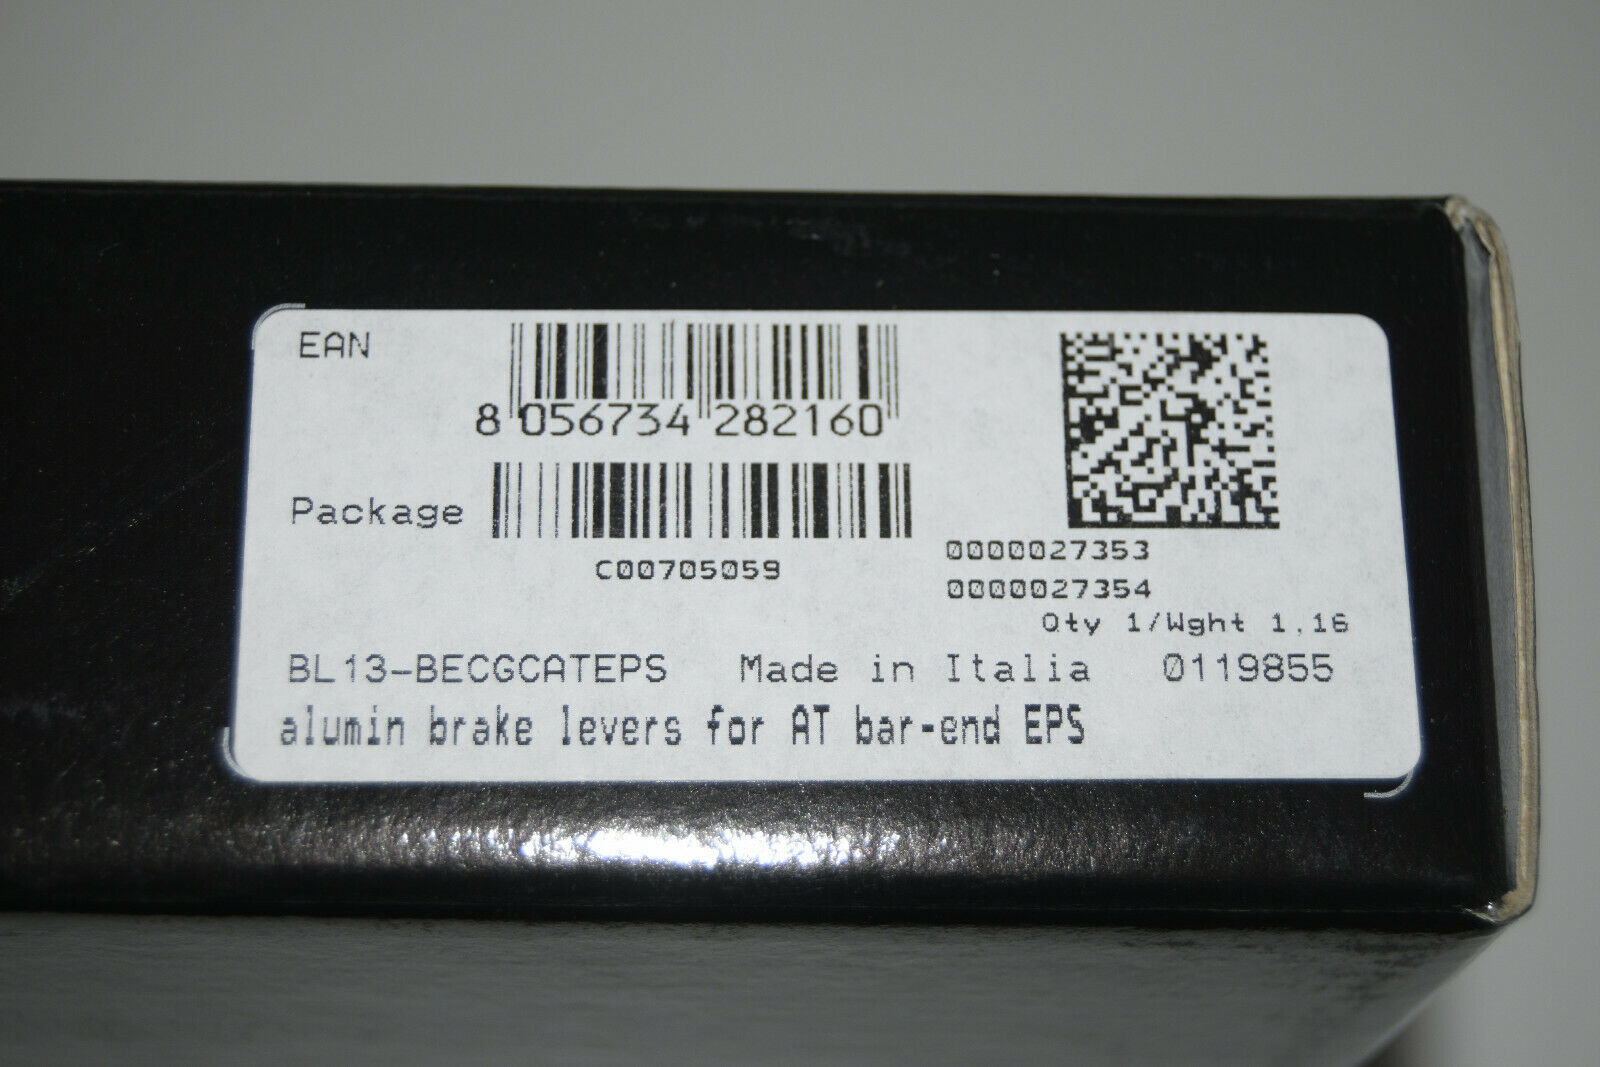 EAN
8 056734 282160
Package
C00705059
0000027353
0000027354
Qty 1/Wght 1.16
BL13-BECGCATEPS Made in Italia 0119855
alumin brake levers for AT bar-end EPS